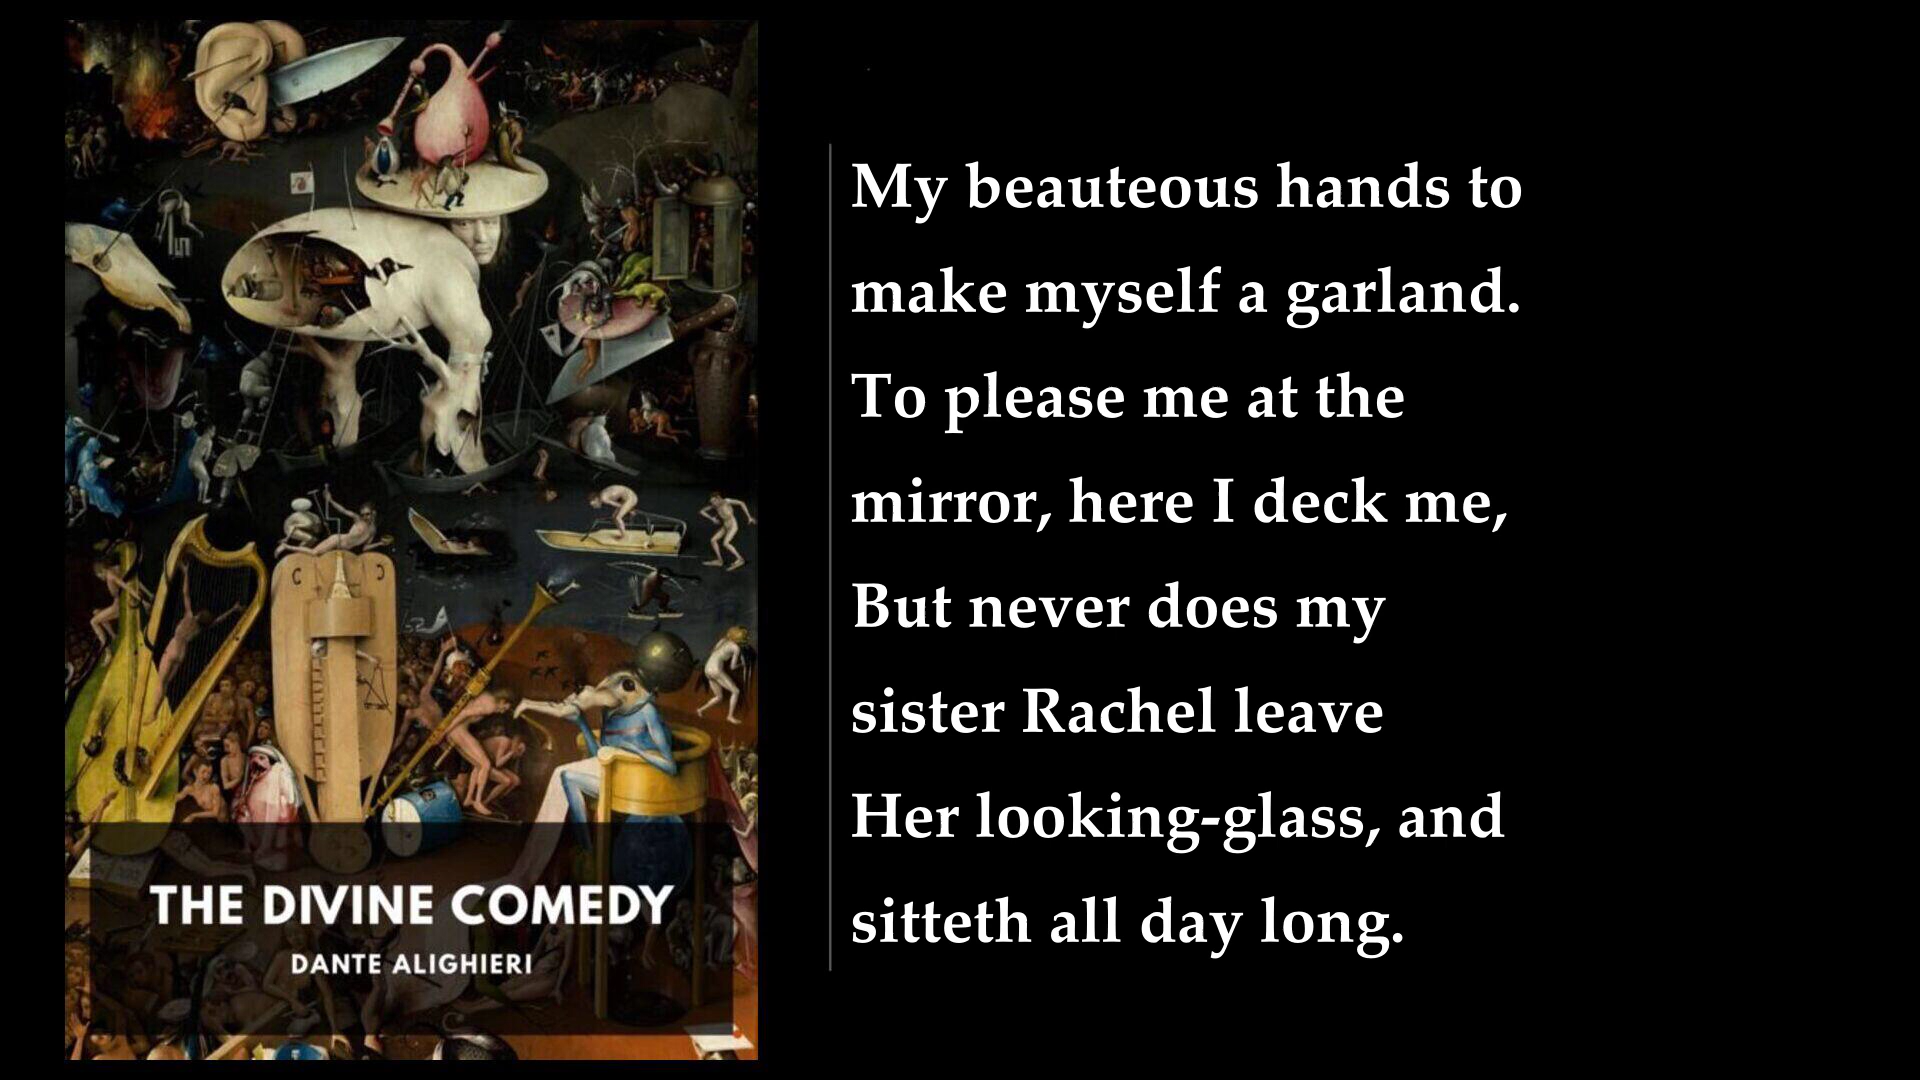 My beauteous hands to
make myself a garland.
To please me at the
mirror, here I deck me,
But never does my
sister Rachel leave
Her looking-glass, and
sitteth all day long.
THE DIVINE COMEDY
DANTE ALIGHIERI